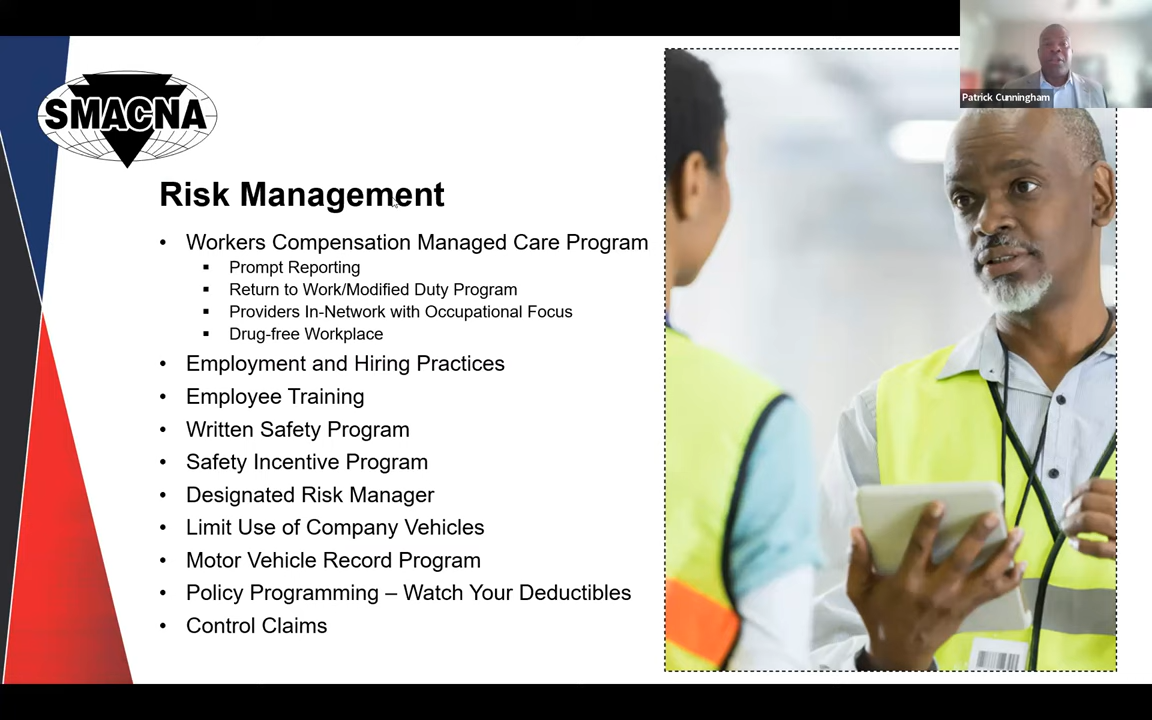 Patrick Cunningham
SMACNA
Risk Management
• Workers Compensation Managed Care Program
▪ Prompt Reporting
▪ Return to Work/Modified Duty Program
▪ Providers In-Network with Occupational Focus
▪ Drug-free Workplace
• Employment and Hiring Practices
• Employee Training
• Written Safety Program
• Safety Incentive Program
• Designated Risk Manager
• Limit Use of Company Vehicles
• Motor Vehicle Record Program
• Policy Programming – Watch Your Deductibles
• Control Claims